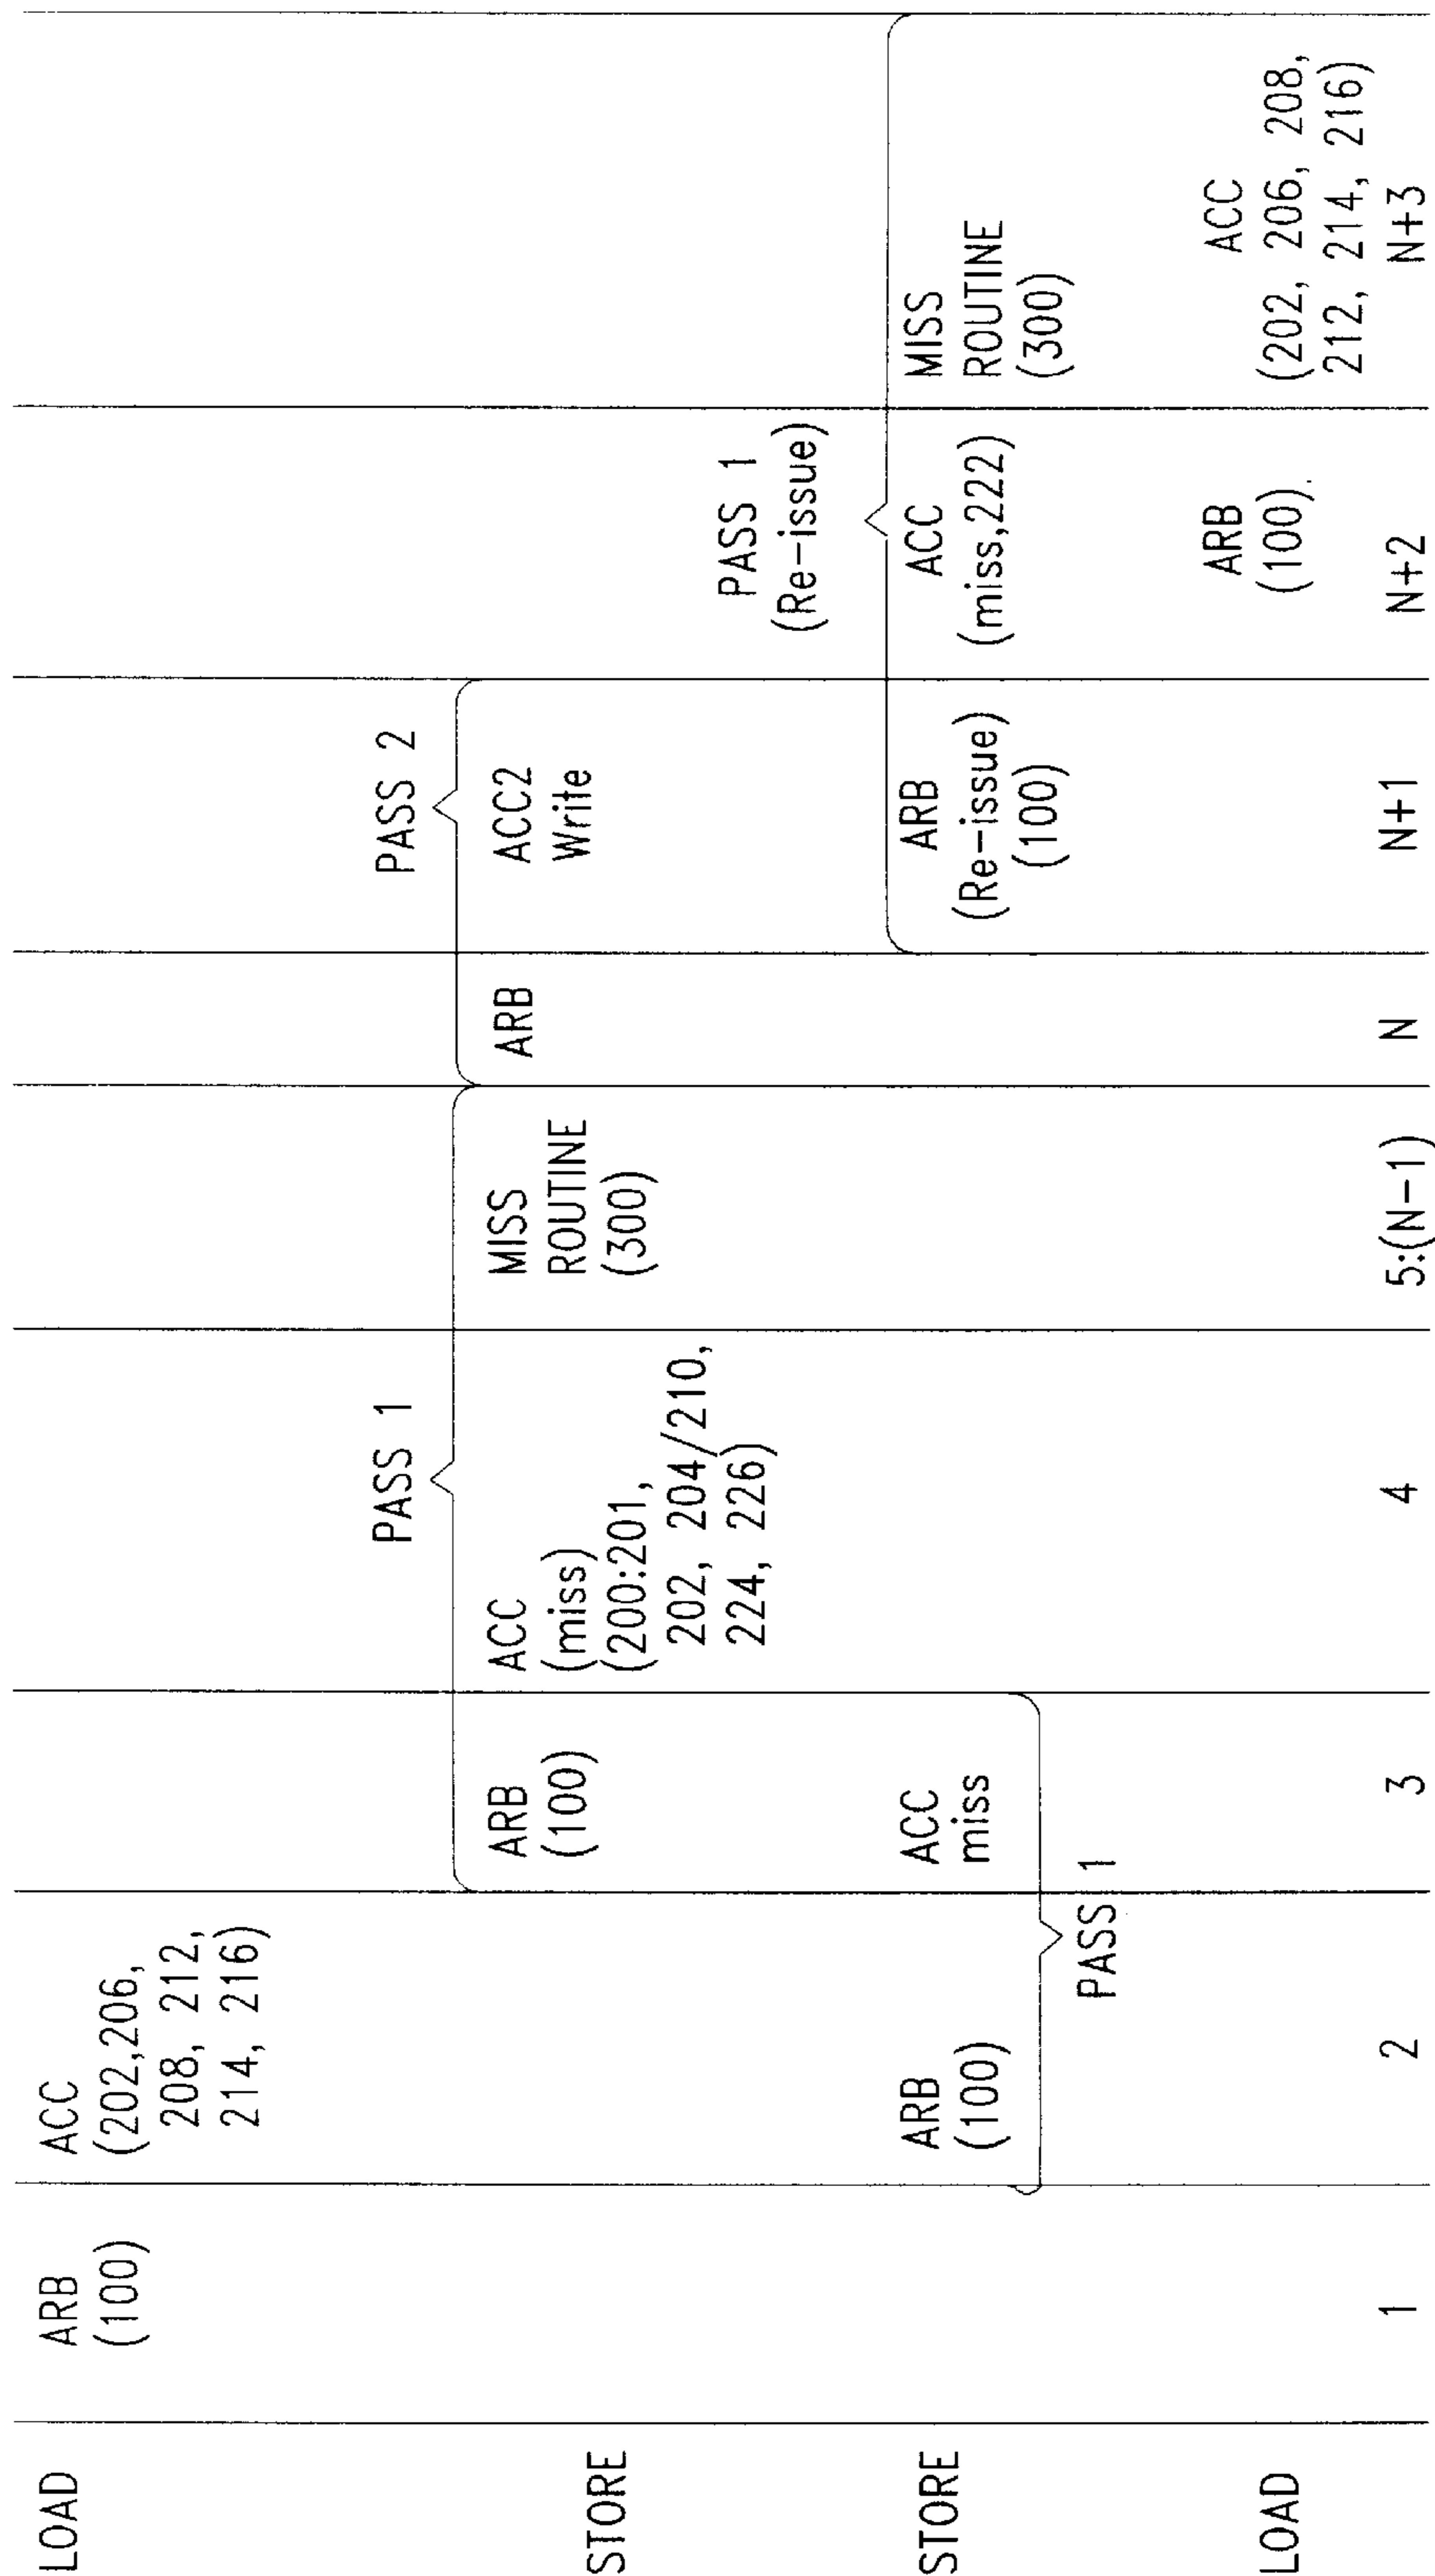 LOAD
ARB
(100)
ACC
(202,206,
208, 212,
214, 216)
PASS 1
PASS 2
STORE
ARB
(100)
ACC
(miss)
(200:201,
202, 204/210,
224, 226)
MISS
ROUTINE
(300)
ARB
ACC2
Write
PASS 1
(Re-issue)
STORE
ARB
(100)
ACC
miss
ARB
(Re-issue)
(100)
ACC
(miss,222)
MISS
ROUTINE
(300)
PASS 1
LOAD
ARB
(100)
ACC
(202, 206, 208,
212, 214, 216)
1
2
3
4
5:(N-1)
N
N+1
N+2
N+3